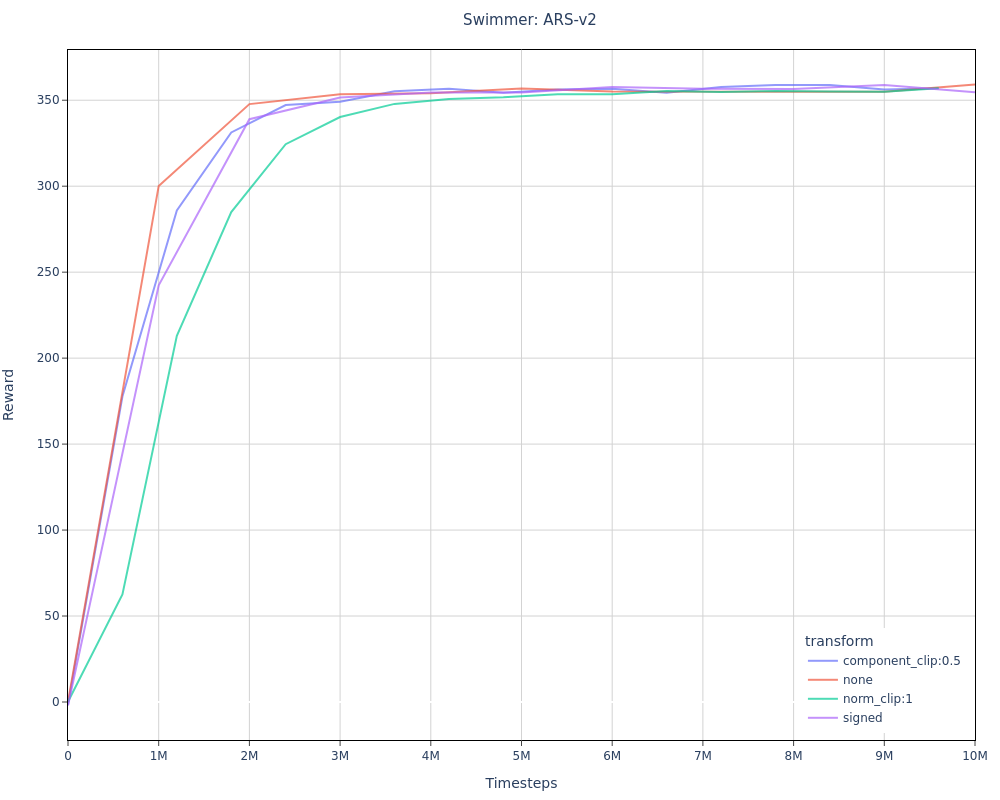 Swimmer: ARS-v2
Reward
350
300
250
200
150
100
50
0
0 1M 2M 3M 4M 5M 6M 7M 8M 9M 10M
Timesteps
transform
component_clip:0.5
none
norm_clip:1
signed